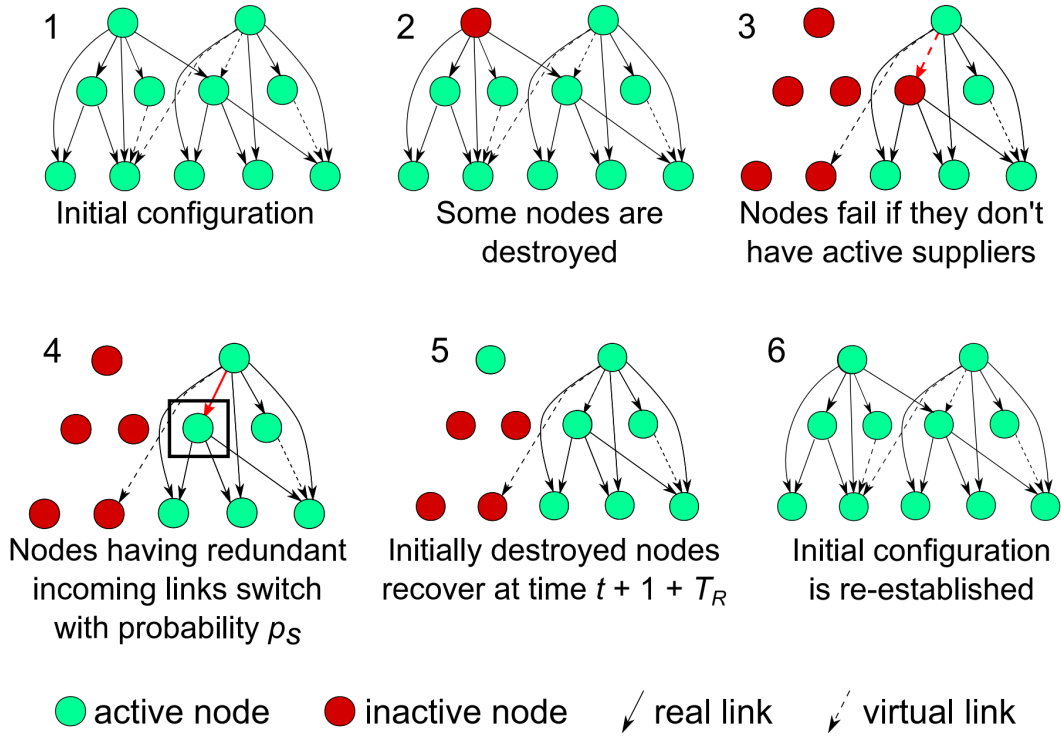 1
Initial configuration
2
Some nodes are
destroyed
3
Nodes fail if they don't
have active suppliers
4
Nodes having redundant
incoming links switch
with probability pS
5
Initially destroyed nodes
recover at time t + 1 + TR
6
Initial configuration
is re-established
active node
inactive node
real link
virtual link